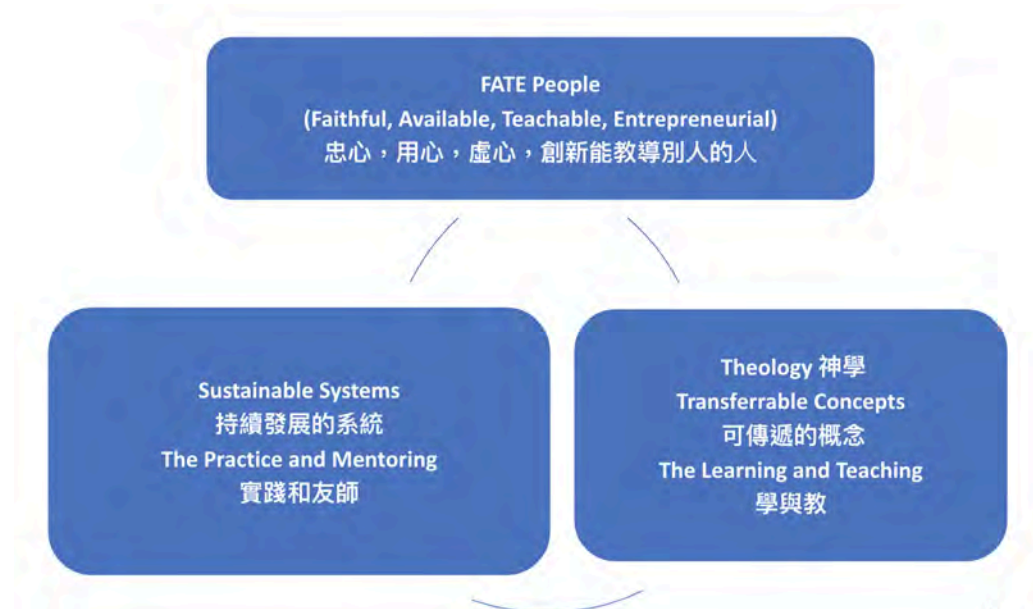 FATE People
(Faithful, Available, Teachable, Entrepreneurial)
忠心，用心，虛心，創新能教導別人的人
Sustainable Systems
持續發展的系統
The Practice and Mentoring
實踐和友師
Theology 神學
Transferrable Concepts
可傳遞的概念
The Learning and Teaching
學與教